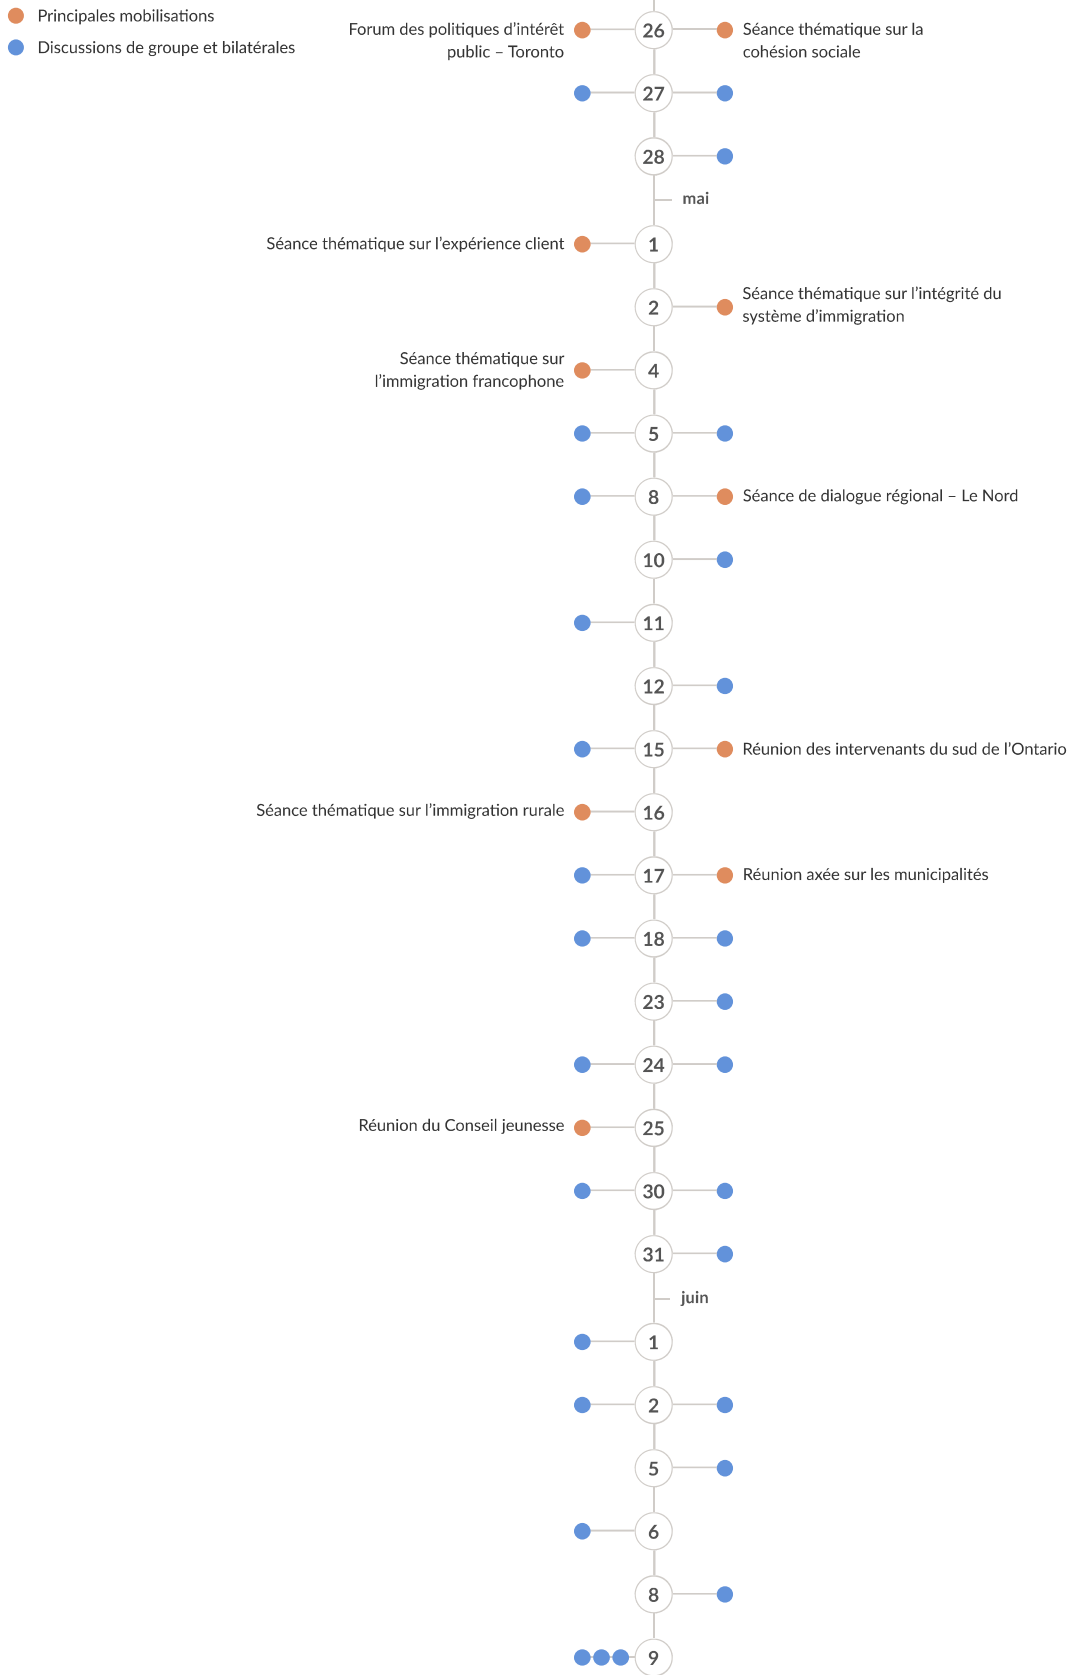 Principales mobilisations
Discussions de groupe et bilatérales
Forum des politiques d’intérêt
public – Toronto
26
Séance thématique sur la
cohésion sociale
27
28
mai
Séance thématique sur l’expérience client
1
2
Séance thématique sur l’intégrité du
système d’immigration
Séance thématique sur
l’immigration francophone
4
5
8
Séance de dialogue régional – Le Nord
10
11
12
15
Réunion des intervenants du sud de l’Ontario
Séance thématique sur l’immigration rurale
16
17
Réunion axée sur les municipalités
18
23
24
Réunion du Conseil jeunesse
25
30
31
juin
1
2
5
6
8
9